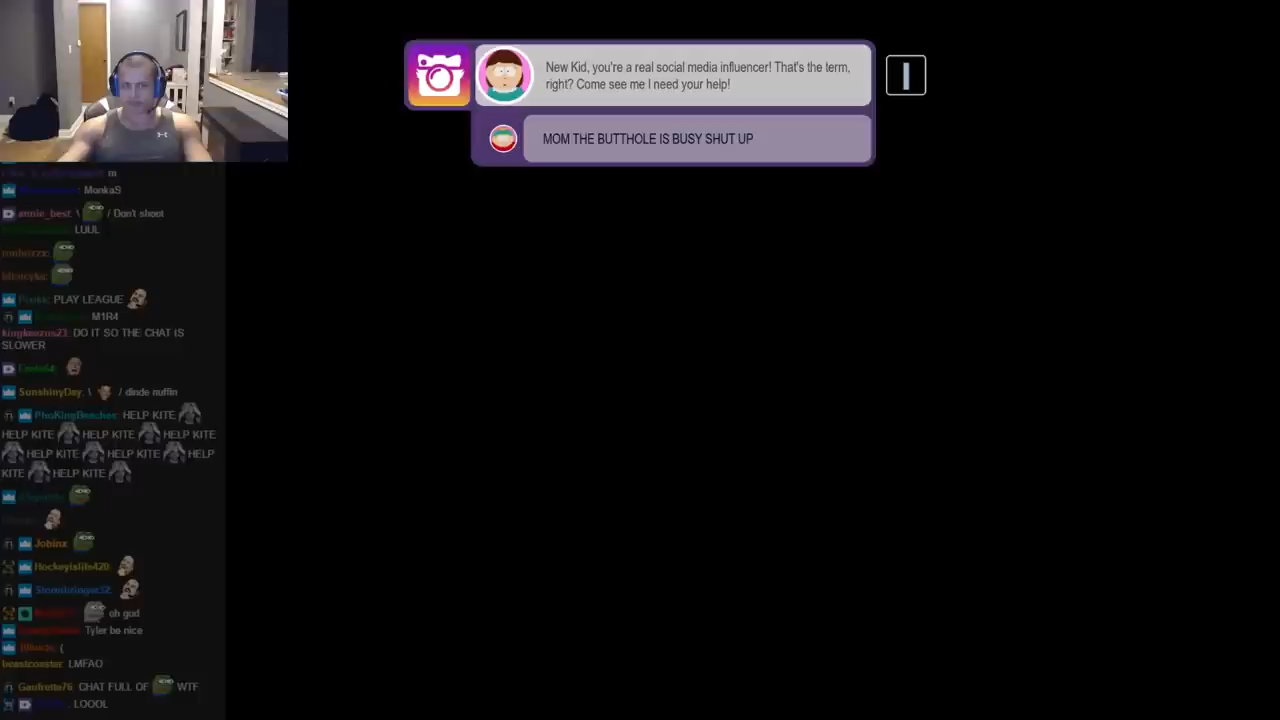 New Kid, you're a real social media influencer! That's the term,
right? Come see me I need your help!
MOM THE BUTTHOLE IS BUSY SHUT UP
m
MonkaS
annie_best: \ / Don't shoot
LUUL
PLAY LEAGUE
M1R4
DO IT SO THE CHAT IS
SLOWER
SunshinyDay: \ / dinde nuffin
PhoKingBeaches: HELP KITE
HELP KITE HELP KITE HELP KITE
HELP KITE HELP KITE HELP
KITE HELP KITE
Jobinx:
Hockeyislife420:
Stormbringer32:
oh god
Tyler be nice
(
beastcoaster: LMFAO
Gaufrette76: CHAT FULL OF WTF
LOOOL